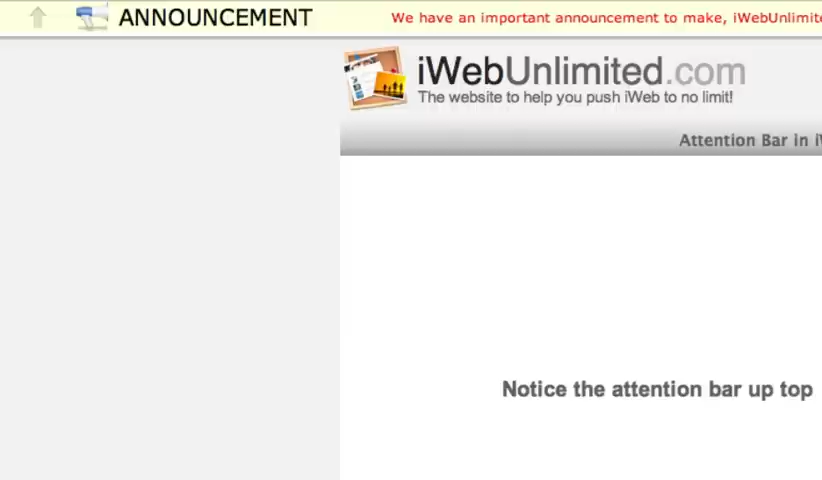 ANNOUNCEMENT
We have an important announcement to make,
iWebUnlimited.com
The website to help you push iWeb to no limit!
Attention Bar in
Notice the attention bar up top